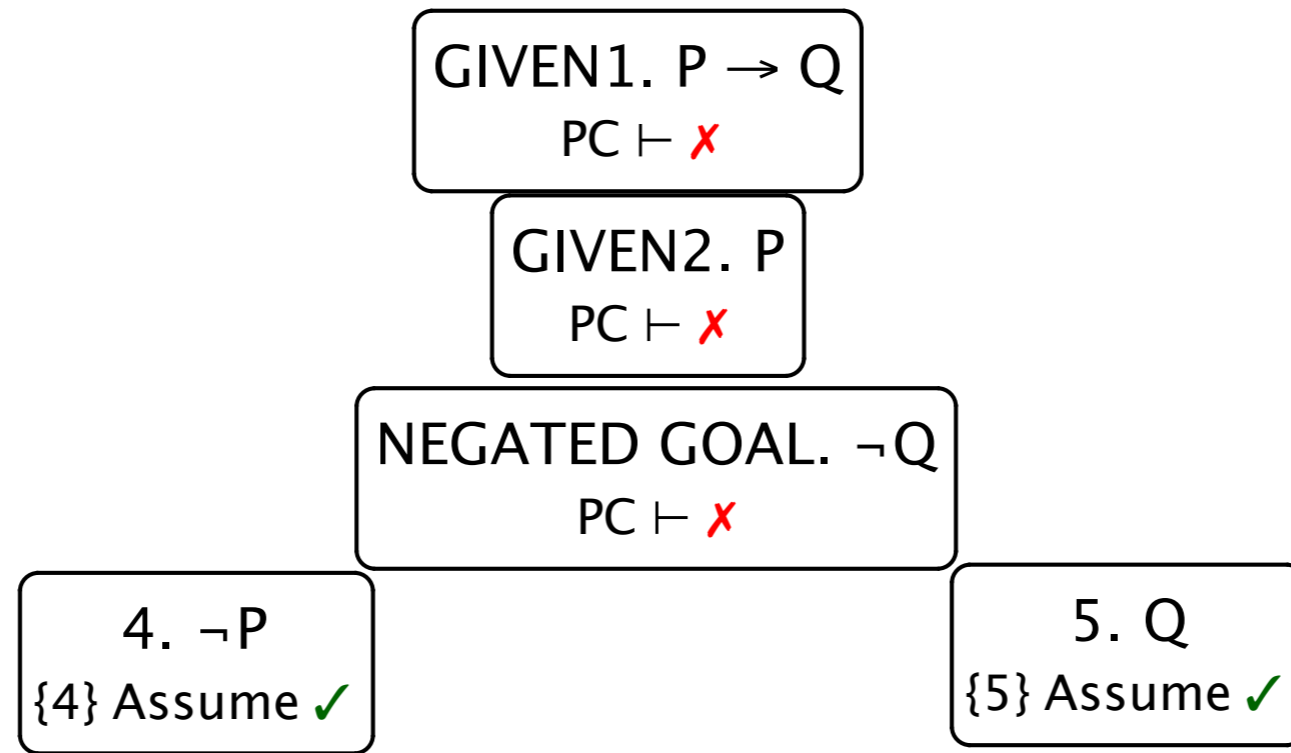 GIVEN1. P → Q
PC ⊢ ✗
GIVEN2. P
PC ⊢ ✗
NEGATED GOAL. ¬Q
PC ⊢ ✗
4. ¬P
{4} Assume ✓
5. Q
{5} Assume ✓